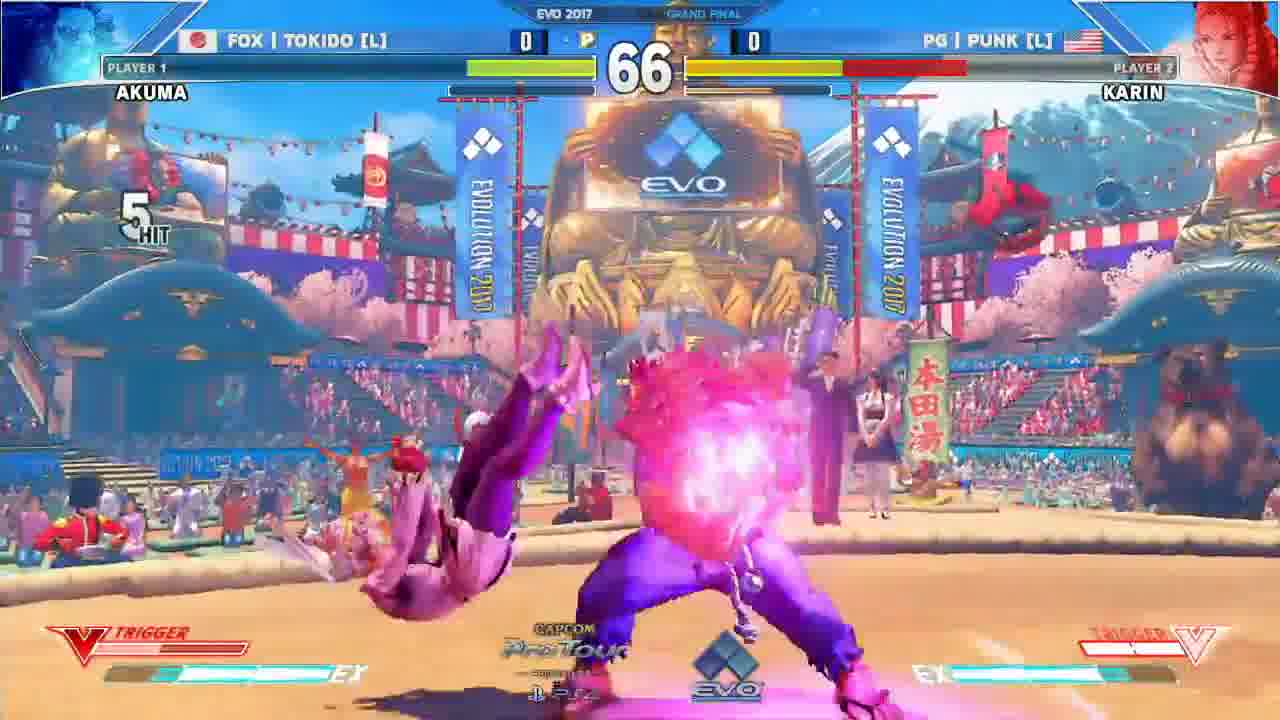 EVO 2017 GRAND FINAL
FOX | TOKIDO [L] 0 P 66 0 PG | PUNK [L]
PLAYER 1 PLAYER 2
AKUMA KARIN
EVO
EVOLUTION 2017
EVOLUTION 2017
5 HIT
本田湯
TRIGGER TRIGGER
EX EX
CAPCOM
Pro Tour
PS4
EVO